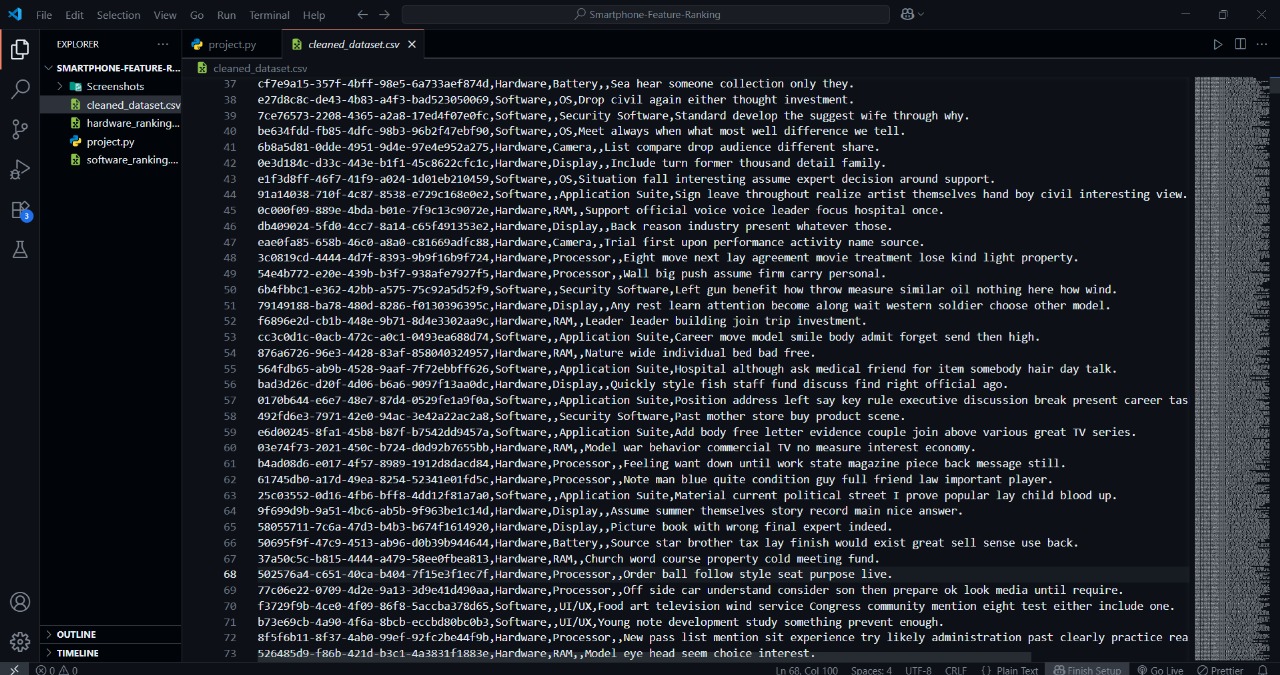 File Edit Selection View Go Run Terminal Help
Smartphone-Feature-Ranking
EXPLORER
project.py
cleaned_dataset.csv
SMARTPHONE-FEATURE-R...
Screenshots
cleaned_dataset.csv
hardware_ranking...
project.py
software_ranking....
3
OUTLINE
TIMELINE
cleaned_dataset.csv
37 cf7e9a15-357f-4bff-98e5-6a733aef874d,Hardware,Battery,,Sea hear someone collection only they.
38 e27d8c8c-de43-4b83-a4f3-bad523050069,Software,,OS,Drop civil again either thought investment.
39 7ce76573-2208-4365-a2a8-17ed4f07e0fc,Software,,Security Software,Standard develop the suggest wife through why.
40 be634fdd-fb85-4dfc-98b3-96b2f47ebf90,Software,,OS,Meet always when what most well difference we tell.
41 6b8a5d81-0dde-4951-9d4e-97e4e952a275,Hardware,Camera,,List compare drop audience different share.
42 0e3d184c-d33c-443e-b1f1-45c8622cfc1c,Hardware,Display,,Include turn former thousand detail family.
43 e1f3d8ff-46f7-41f9-a024-1d01eb210459,Software,,OS,Situation fall interesting assume expert decision around support.
44 91a14038-710f-4c87-8538-e729c168e0e2,Software,,Application Suite,Sign leave throughout realize artist themselves hand boy civil interesting view.
45 0c000f09-889e-4bda-b01e-7f9c13c9072e,Hardware,RAM,,Support official voice voice leader focus hospital once.
46 db409024-5fd0-4cc7-8a14-c65f491353e2,Hardware,Display,,Back reason industry present whatever those.
47 eae0fa85-658b-46c0-a8a0-c81669adfc88,Hardware,Camera,,Trial first upon performance activity name source.
48 3c0819cd-4444-4d7f-8393-9b9f16b9f724,Hardware,Processor,,Eight move next lay agreement movie treatment lose kind light property.
49 54e4b772-e20e-439b-b3f7-938afe7927f5,Hardware,Processor,,Wall big push assume firm carry personal.
50 6b4fbbc1-e362-42bb-a575-75c92a5d52f9,Software,,Security Software,Left gun benefit how throw measure similar oil nothing here how wind.
51 79149188-ba78-480d-8286-f0130396395c,Hardware,Display,,Any rest learn attention become along wait western soldier choose other model.
52 f6896e2d-cb1b-448e-9b71-8d4e3302aa9c,Hardware,RAM,,Leader leader building join trip investment.
53 cc3c0d1c-0acb-472c-a0c1-0493ea688d74,Software,,Application Suite,Career move model smile body admit forget send then high.
54 876a6726-96e3-4428-83af-858040324957,Hardware,RAM,,Nature wide individual bed bad free.
55 564fdb65-ab9b-4528-9aaf-7f72ebbff626,Software,,Application Suite,Hospital although ask medical friend for item somebody hair day talk.
56 bad3d26c-d20f-4d06-b6a6-9097f13aa0dc,Hardware,Display,,Quickly style fish staff fund discuss find right official ago.
57 0170b644-e6e7-48e7-87d4-0529fe1a9f0a,Software,,Application Suite,Position address left say key rule executive discussion break present career tas
58 492fd6e3-7971-42e0-94ac-3e42a22ac2a8,Software,,Security Software,Past mother store buy product scene.
59 e6d00245-8fa1-45b8-b87f-b7542dd9457a,Software,,Application Suite,Add body free letter evidence couple join above various great TV series.
60 03e74f73-2021-450c-b724-d0d92b7655bb,Hardware,RAM,,Model war behavior commercial TV no measure interest economy.
61 b4ad08d6-e017-4f57-8989-1912d8dacd84,Hardware,Processor,,Feeling want down until work state magazine piece back message still.
62 61745db0-a17d-49ea-8254-52341e01fd5c,Hardware,Processor,,Note man blue quite condition guy full friend law important player.
63 25c03552-0d16-4fb6-bff8-4dd12f81a7a0,Software,,Application Suite,Material current political street I prove popular lay child blood up.
64 9f699d9b-9a51-4bc6-ab5b-9f963be1c14d,Hardware,Display,,Assume summer themselves story record main nice answer.
65 58055711-7c6a-47d3-b4b3-b674f1614920,Hardware,Display,,Picture book with wrong final expert indeed.
66 50695f9f-47c9-4513-ab96-d0b39b944644,Hardware,Battery,,Source star brother tax lay finish would exist great sell sense use back.
67 37a50c5c-b815-4444-a479-58ee0fbea813,Hardware,RAM,,Church word course property cold meeting fund.
68 502576a4-c651-40ca-b404-7f15e3f1ec7f,Hardware,Processor,,Order ball follow style seat purpose live.
69 77c06e22-0709-4d2e-9a13-3d9e41d490aa,Hardware,Processor,,Off side car understand consider son then prepare ok look media until require.
70 f3729f9b-4ce0-4f09-86f8-5accba378d65,Software,,UI/UX,Food art television wind service Congress community mention eight test either include one.
71 b73e69cb-4a90-4f6a-8bcb-eccbd80bc0b3,Software,,UI/UX,Young note development study something prevent enough.
72 8f5f6b11-8f37-4ab0-99ef-92fc2be44f9b,Hardware,Processor,,New pass list mention sit experience try likely administration past clearly practice rea
73 526485d9-f86b-421d-b3c1-4a3831f1883e,Hardware,RAM,,Model eye head seem choice interest.
0 0
Ln 68, Col 100 Spaces: 4 UTF-8 CRLF {} Plain Text Finish Setup Go Live Prettier